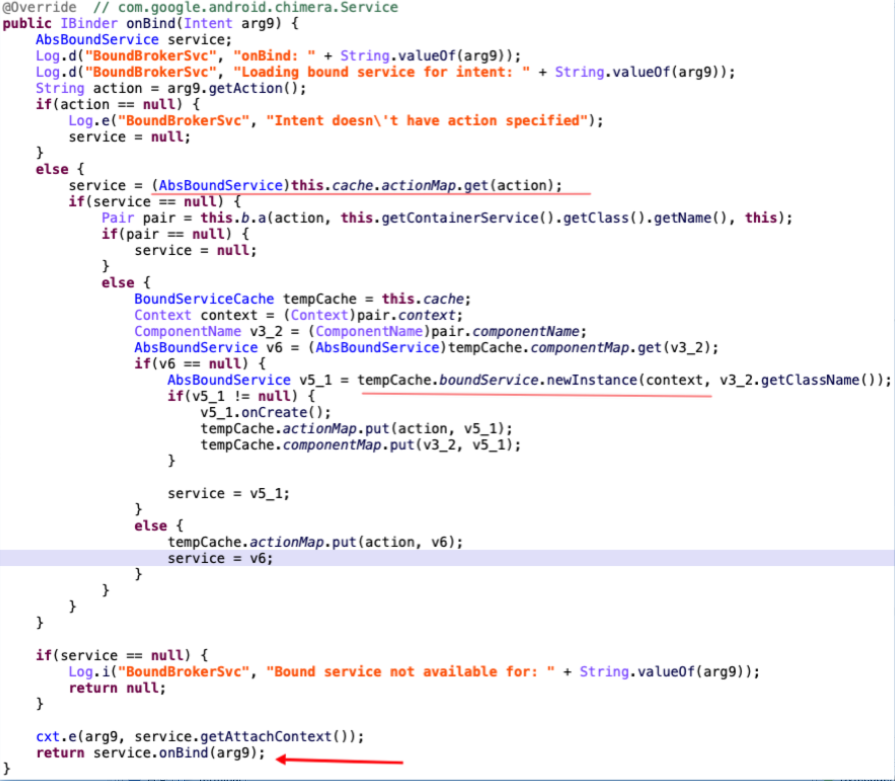 @Override  // com.google.android.chimera.Service
public IBinder onBind(Intent arg9) {
    AbsBoundService service;
    Log.d("BoundBrokerSvc", "onBind: " + String.valueOf(arg9));
    Log.d("BoundBrokerSvc", "Loading bound service for intent: " + String.valueOf(arg9));
    String action = arg9.getAction();
    if(action == null) {
        Log.e("BoundBrokerSvc", "Intent doesn\'t have action specified");
        service = null;
    }
    else {
        service = (AbsBoundService)this.cache.actionMap.get(action);
        if(service == null) {
            Pair pair = this.b.a(action, this.getContainerService().getClass().getName(), this);
            if(pair == null) {
                service = null;
            }
            else {
                BoundServiceCache tempCache = this.cache;
                Context context = (Context)pair.context;
                ComponentName v3_2 = (ComponentName)pair.componentName;
                AbsBoundService v6 = (AbsBoundService)tempCache.componentMap.get(v3_2);
                if(v6 == null) {
                    AbsBoundService v5_1 = tempCache.boundService.newInstance(context, v3_2.getClassName());
                    if(v5_1 != null) {
                        v5_1.onCreate();
                        tempCache.actionMap.put(action, v5_1);
                        tempCache.componentMap.put(v3_2, v5_1);
                    }

                    service = v5_1;
                }
                else {
                    tempCache.actionMap.put(action, v6);
                    service = v6;
                }
            }
        }
    }

    if(service == null) {
        Log.i("BoundBrokerSvc", "Bound service not available for: " + String.valueOf(arg9));
        return null;
    }

    cxt.e(arg9, service.getAttachContext());
    return service.onBind(arg9);
}